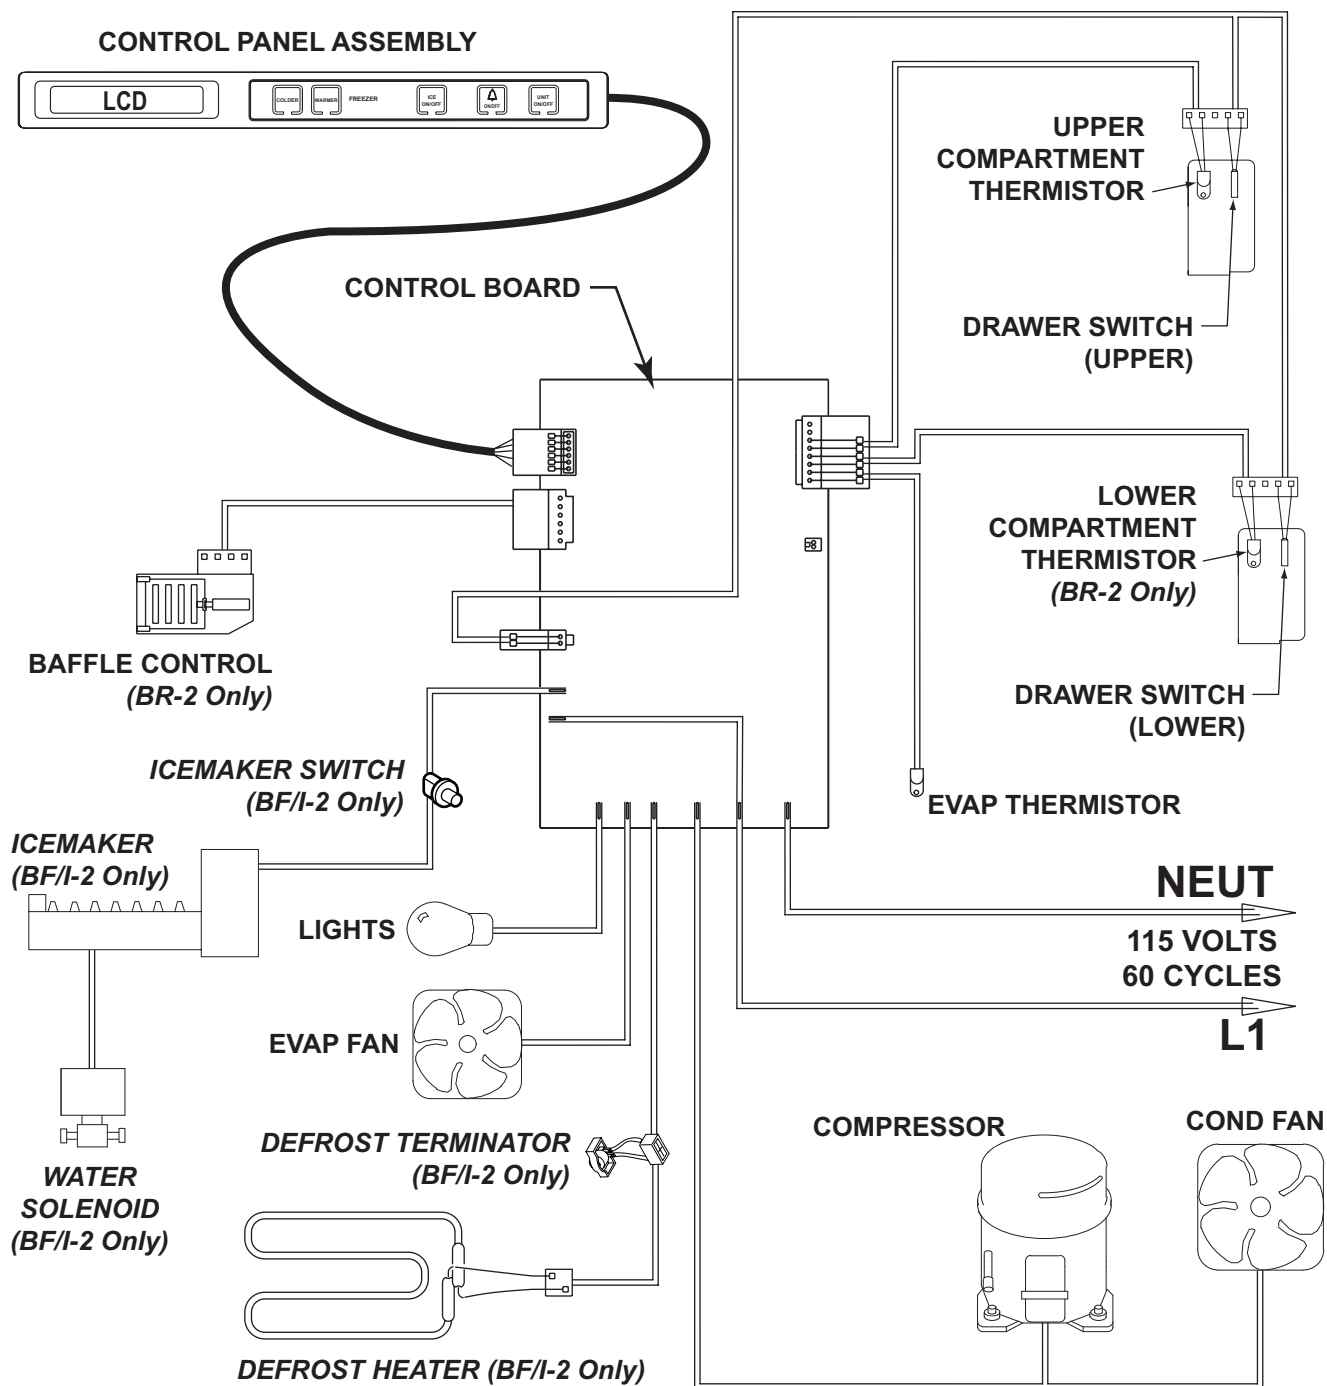 CONTROL PANEL ASSEMBLY
LCD
COLDER
WARMER
FREEZER
ICE
ON/OFF
ON/OFF
UNIT
ON/OFF
UPPER
COMPARTMENT
THERMISTOR
CONTROL BOARD
DRAWER SWITCH
(UPPER)
LOWER
COMPARTMENT
THERMISTOR
(BR-2 Only)
BAFFLE CONTROL
(BR-2 Only)
DRAWER SWITCH
(LOWER)
ICEMAKER SWITCH
(BF/I-2 Only)
EVAP THERMISTOR
ICEMAKER
(BF/I-2 Only)
NEUT
LIGHTS
115 VOLTS
60 CYCLES
L1
EVAP FAN
COMPRESSOR
COND FAN
DEFROST TERMINATOR
(BF/I-2 Only)
WATER
SOLENOID
(BF/I-2 Only)
DEFROST HEATER (BF/I-2 Only)